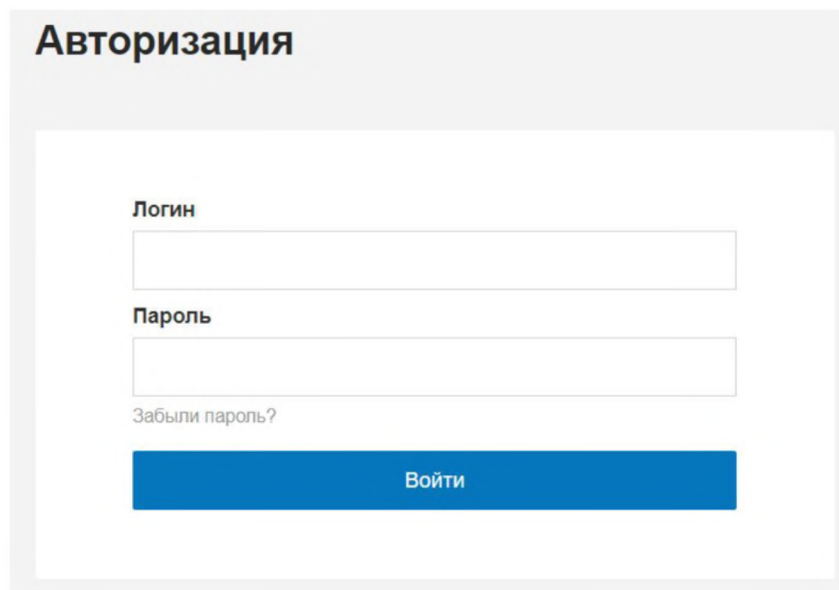 Авторизация
Логин
Пароль
Забыли пароль?
Войти